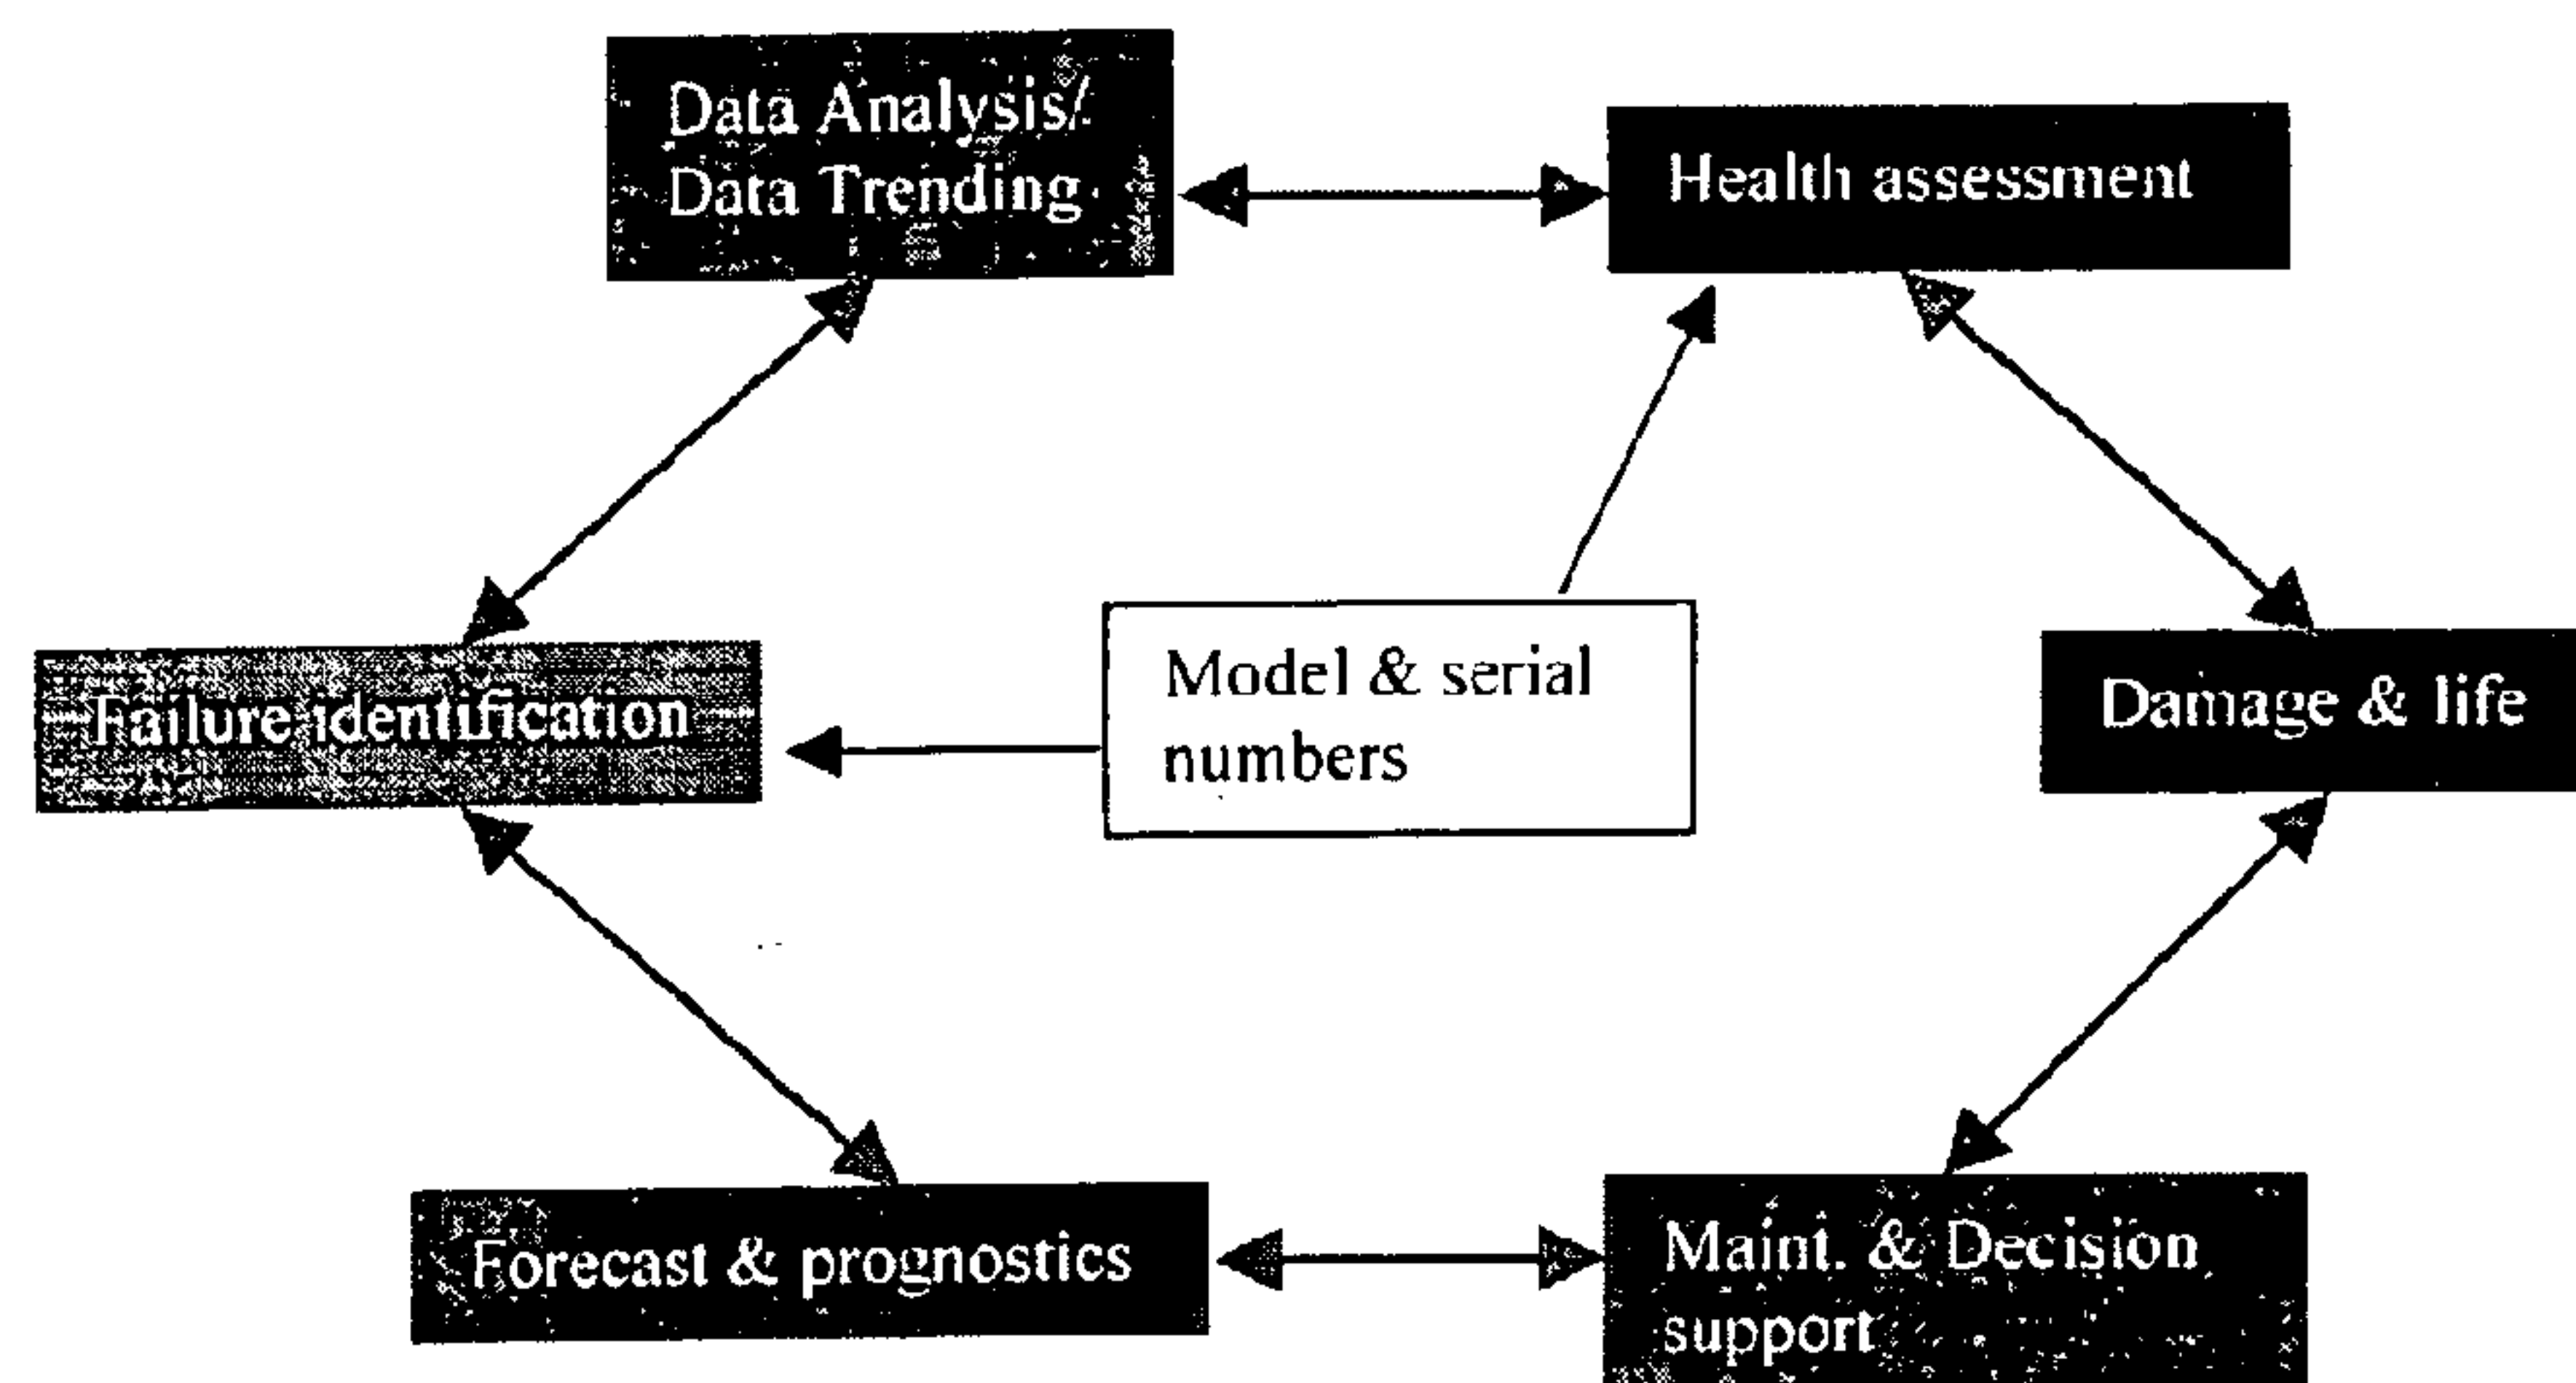 Data Analysis/
Data Trending
Health assessment
Failure identification
Model & serial
numbers
Damage & life
Forecast & prognostics
Maint. & Decision
support